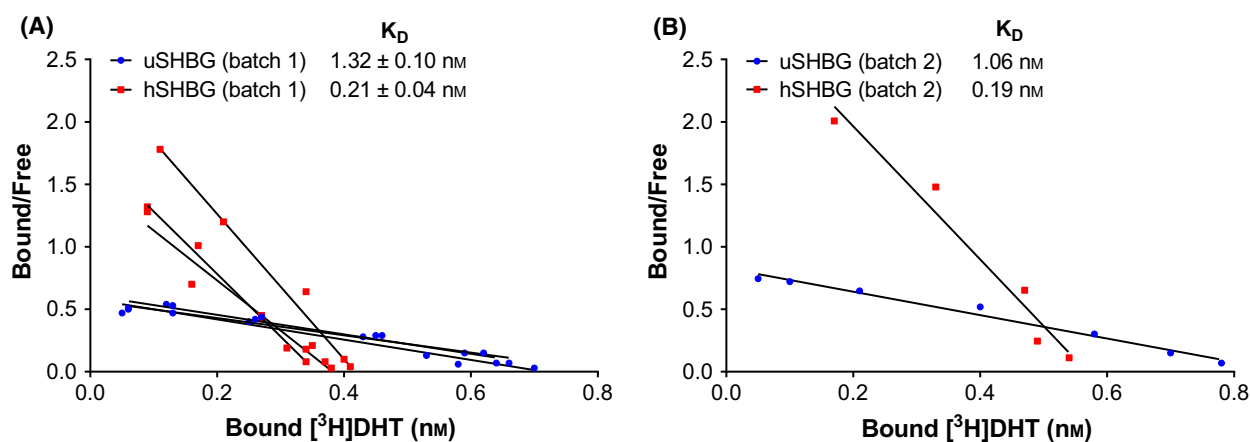 (A)
K_D
uSHBG (batch 1) 1.32 ± 0.10 nM
hSHBG (batch 1) 0.21 ± 0.04 nM
2.5
2.0
1.5
1.0
0.5
0.0
Bound/Free
0.0 0.2 0.4 0.6 0.8
Bound [³H]DHT (nM)
(B)
K_D
uSHBG (batch 2) 1.06 nM
hSHBG (batch 2) 0.19 nM
2.5
2.0
1.5
1.0
0.5
0.0
Bound/Free
0.0 0.2 0.4 0.6 0.8
Bound [³H]DHT (nM)